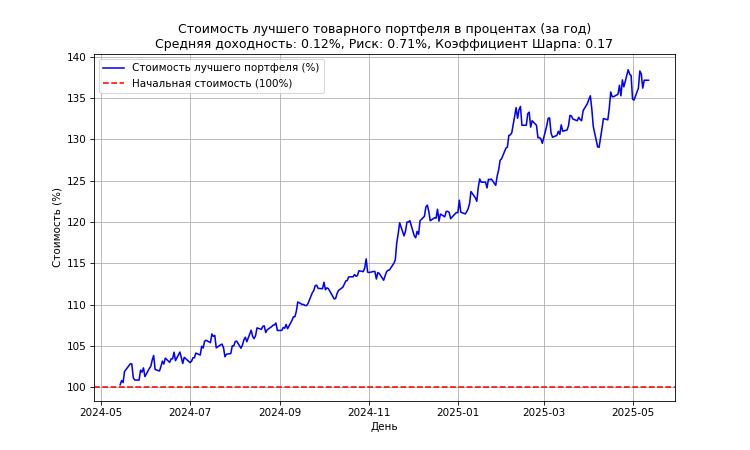 Стоимость лучшего товарного портфеля в процентах (за год)
Средняя доходность: 0.12%, Риск: 0.71%, Коэффициент Шарпа: 0.17
Стоимость лучшего портфеля (%)
Начальная стоимость (100%)
Стоимость (%)
140
135
130
125
120
115
110
105
100
2024-05
2024-07
2024-09
2024-11
2025-01
2025-03
2025-05
День